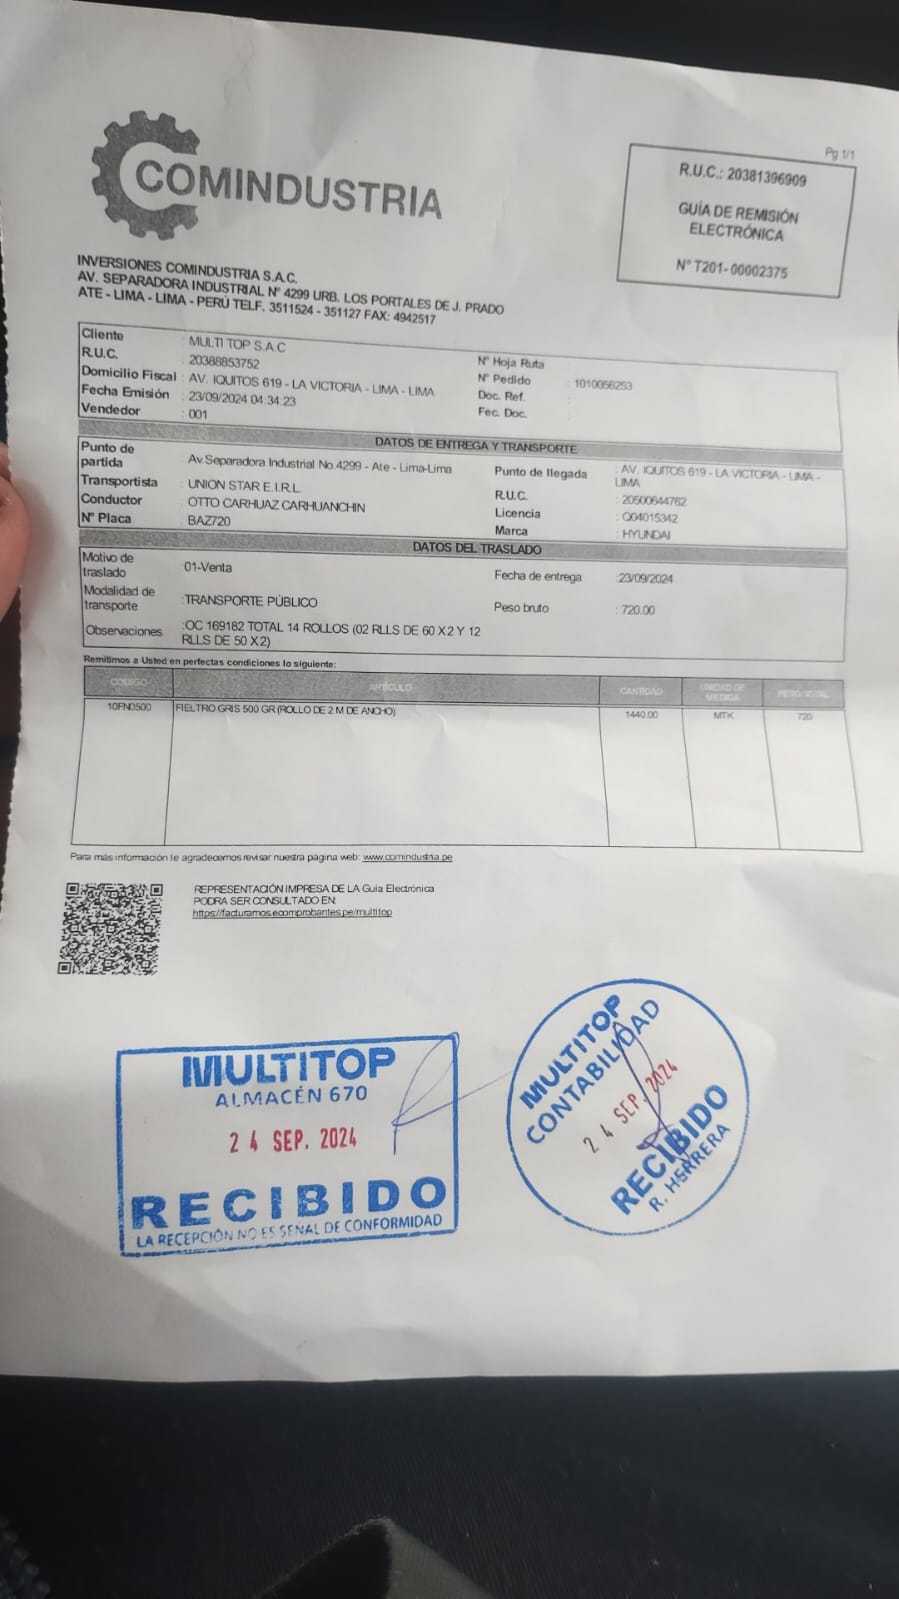 Pg 1/1
COMINDUSTRIA
R.U.C.: 20381396909
GUÍA DE REMISIÓN
ELECTRÓNICA
N° T201- 00002375
INVERSIONES COMINDUSTRIA S.A.C.
AV. SEPARADORA INDUSTRIAL N° 4299 URB. LOS PORTALES DE J. PRADO
ATE - LIMA - LIMA - PERÚ TELF. 3511524 - 351127 FAX: 4942517
Cliente : MULTI TOP S.A.C
R.U.C. : 20388853752 N° Hoja Ruta :
Domicilio Fiscal : AV. IQUITOS 619 - LA VICTORIA - LIMA - LIMA N° Pedido : 1010056253
Fecha Emisión : 23/09/2024 04:34:23 Doc. Ref. :
Vendedor : 001 Fec. Doc. :
DATOS DE ENTREGA Y TRANSPORTE
Punto de partida : Av.Separadora Industrial No.4299 - Ate - Lima-Lima Punto de llegada : AV. IQUITOS 619 - LA VICTORIA - LIMA - LIMA
Transportista : UNION STAR E.I.R.L. R.U.C. : 20500644762
Conductor : OTTO CARHUAZ CARHUANCHIN Licencia : Q04015342
N° Placa : BAZ720 Marca : HYUNDAI
DATOS DEL TRASLADO
Motivo de traslado : 01-Venta Fecha de entrega : 23/09/2024
Modalidad de transporte : TRANSPORTE PÚBLICO Peso bruto : 720.00
Observaciones :OC 169182 TOTAL 14 ROLLOS (02 RLLS DE 60 X 2 Y 12
RLLS DE 50 X 2)
Remitimos a Usted en perfectas condiciones lo siguiente:
CODIGO ARTÍCULO CANTIDAD UNIDAD DE MEDIDA PESO TOTAL
10FN0500 FIELTRO GRIS 500 GR (ROLLO DE 2 M DE ANCHO) 1440.00 MTK 720
Para más información le agradecemos revisar nuestra pagina web: www.comindustria.pe
REPRESENTACIÓN IMPRESA DE LA Guía Electrónica
PODRA SER CONSULTADO EN:
https://facturamos.ecomprobantes.pe/multitop
MULTITOP
ALMACÉN 670
24 SEP. 2024
RECIBIDO
LA RECEPCIÓN NO ES SEÑAL DE CONFORMIDAD
MULTITOP
CONTABILIDAD
24 SEP. 2024
RECIBIDO
R. HERRERA